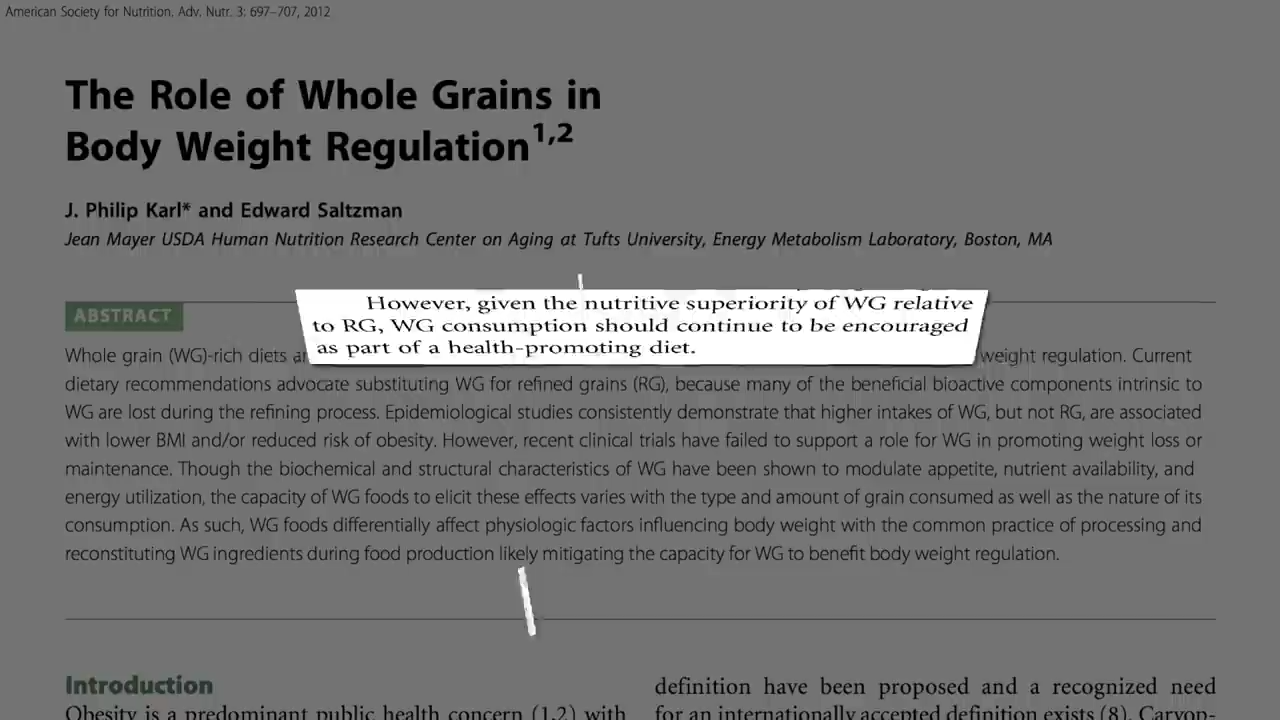 American Society for Nutrition. Adv. Nutr. 3: 697–707, 2012
The Role of Whole Grains in
Body Weight Regulation1,2
J. Philip Karl* and Edward Saltzman
Jean Mayer USDA Human Nutrition Research Center on Aging at Tufts University, Energy Metabolism Laboratory, Boston, MA
However, given the nutritive superiority of WG relative
to RG, WG consumption should continue to be encouraged
as part of a health-promoting diet.
ABSTRACT
Whole grain (WG)-rich diets weight regulation. Current
dietary recommendations advocate substituting WG for refined grains (RG), because many of the beneficial bioactive components intrinsic to
WG are lost during the refining process. Epidemiological studies consistently demonstrate that higher intakes of WG, but not RG, are associated
with lower BMI and/or reduced risk of obesity. However, recent clinical trials have failed to support a role for WG in promoting weight loss or
maintenance. Though the biochemical and structural characteristics of WG have been shown to modulate appetite, nutrient availability, and
energy utilization, the capacity of WG foods to elicit these effects varies with the type and amount of grain consumed as well as the nature of its
consumption. As such, WG foods differentially affect physiologic factors influencing body weight with the common practice of processing and
reconstituting WG ingredients during food production likely mitigating the capacity for WG to benefit body weight regulation.
Introduction
Obesity is a predominant public health concern (1,2) with
definition have been proposed and a recognized need
for an internationally accepted definition exists (8). Caryop-